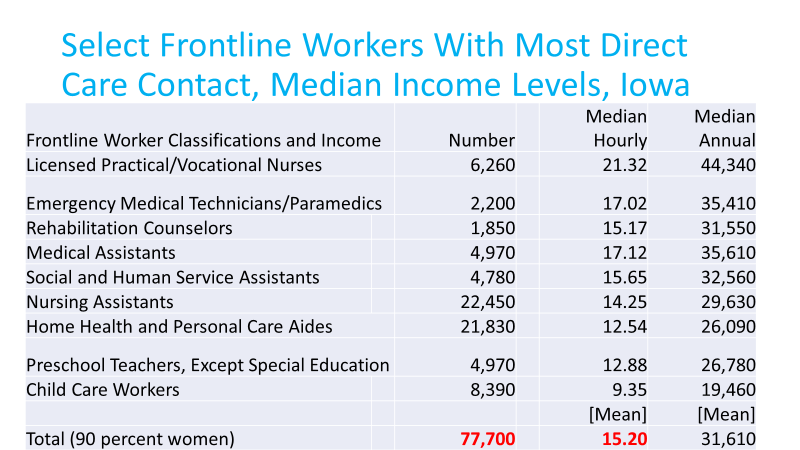 Select Frontline Workers With Most Direct
Care Contact, Median Income Levels, Iowa
Median Median
Frontline Worker Classifications and Income Number Hourly Annual
Licensed Practical/Vocational Nurses 6,260 21.32 44,340
Emergency Medical Technicians/Paramedics 2,200 17.02 35,410
Rehabilitation Counselors 1,850 15.17 31,550
Medical Assistants 4,970 17.12 35,610
Social and Human Service Assistants 4,780 15.65 32,560
Nursing Assistants 22,450 14.25 29,630
Home Health and Personal Care Aides 21,830 12.54 26,090
Preschool Teachers, Except Special Education 4,970 12.88 26,780
Child Care Workers 8,390 9.35 19,460
[Mean] [Mean]
Total (90 percent women) 77,700 15.20 31,610